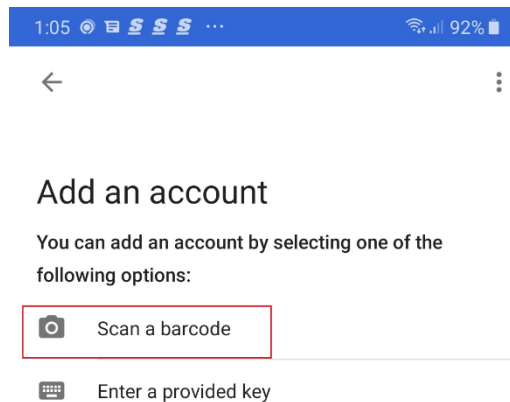 1:05 S S S ... 92%
Add an account
You can add an account by selecting one of the
following options:
Scan a barcode
Enter a provided key